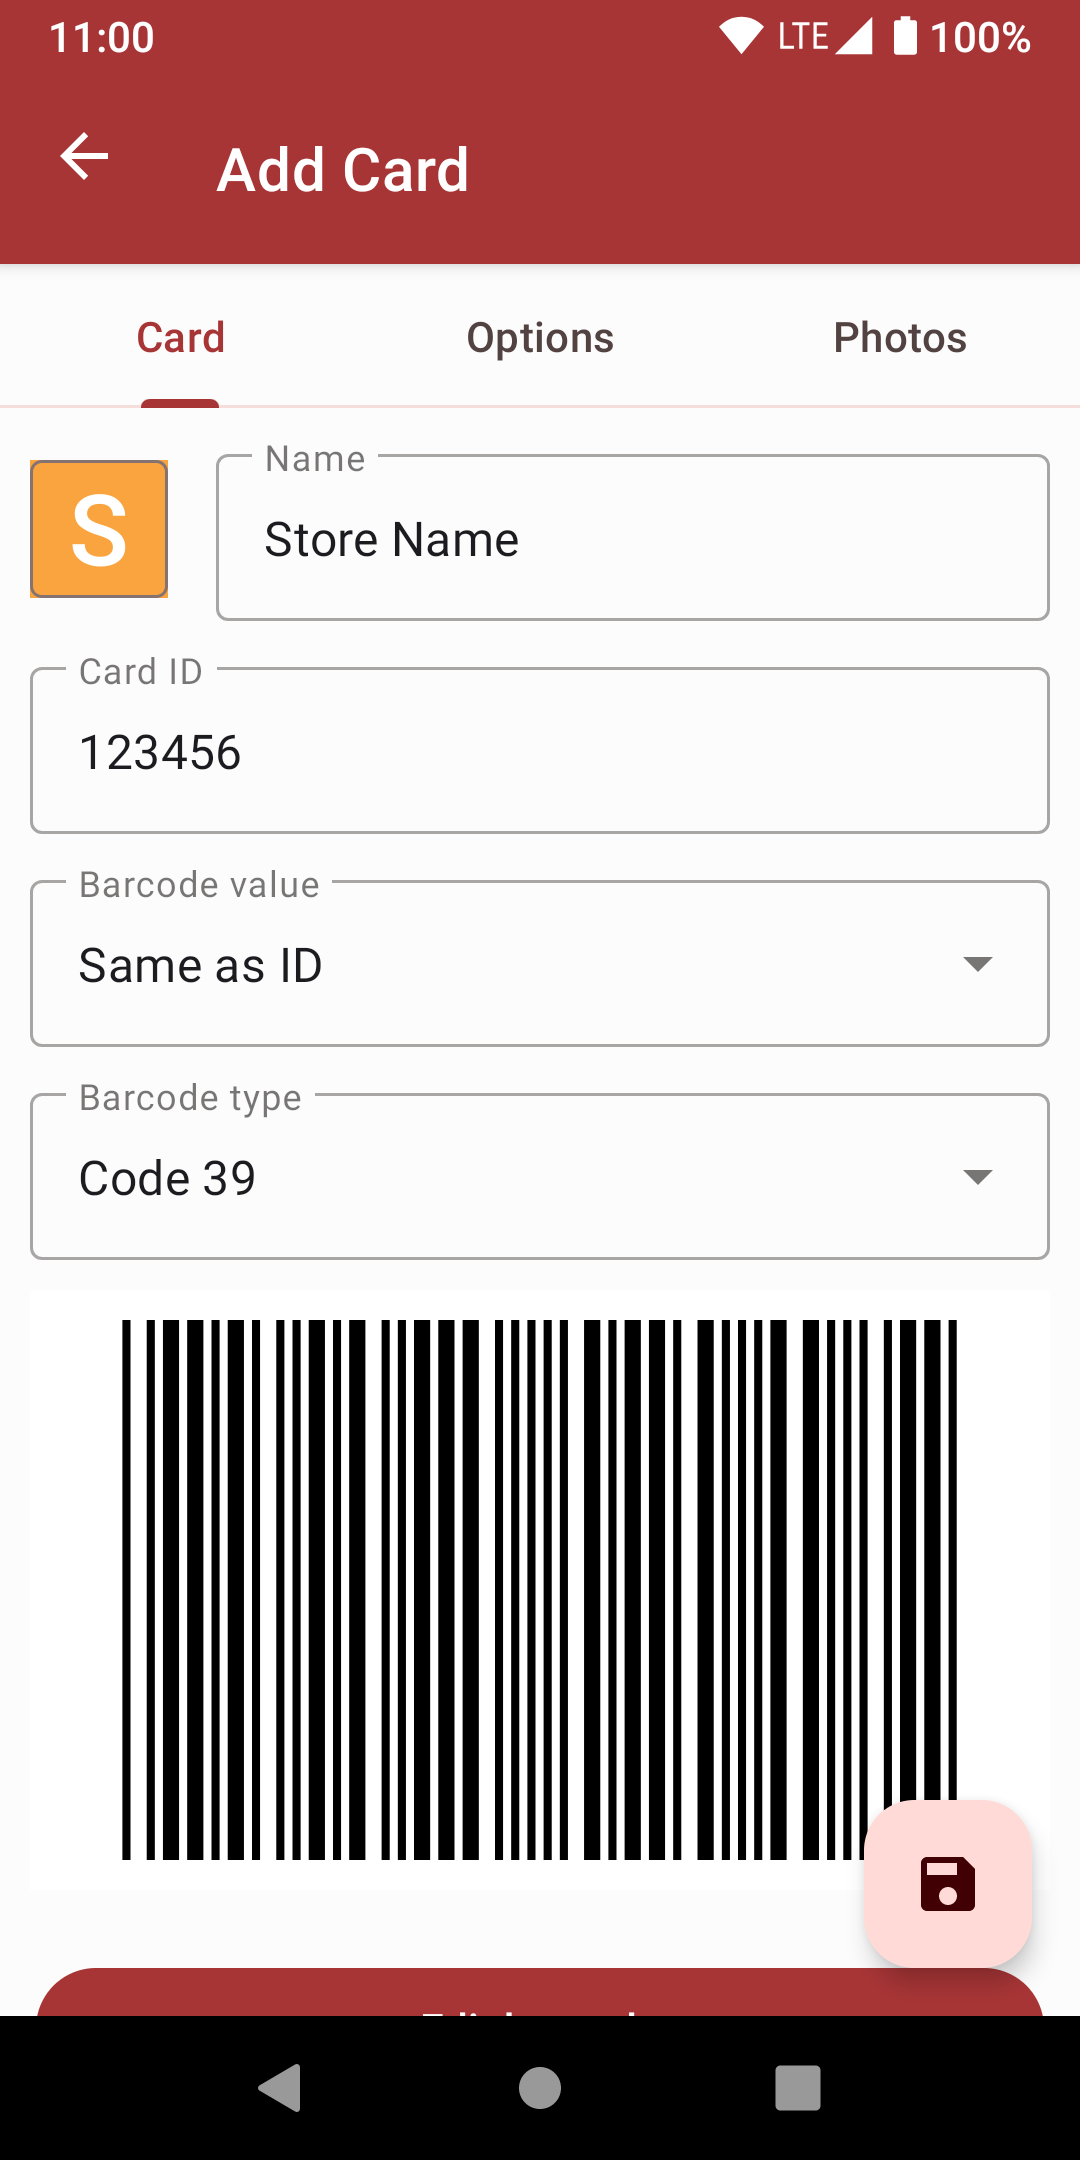 11:00 LTE 100%
Add Card
Card Options Photos
S
Name
Store Name
Card ID
123456
Barcode value
Same as ID
Barcode type
Code 39